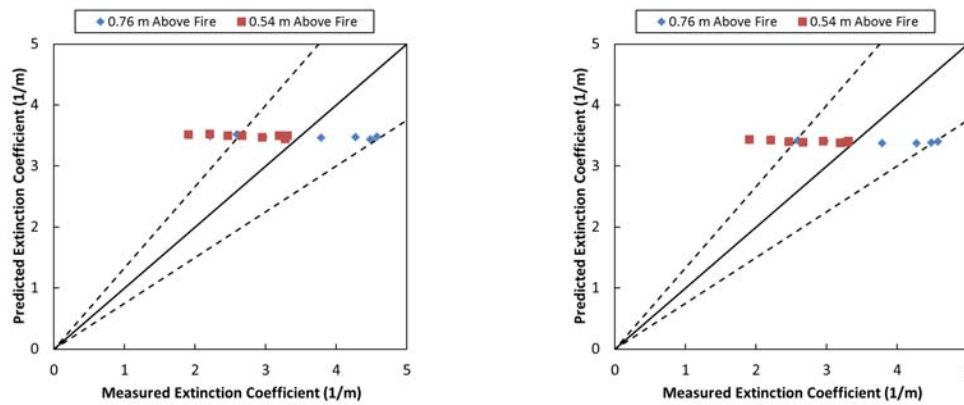 0.76 m Above Fire 0.54 m Above Fire
5
4
3
2
1
0
Predicted Extinction Coefficient (1/m)
0 1 2 3 4 5
Measured Extinction Coefficient (1/m)
0.76 m Above Fire 0.54 m Above Fire
5
4
3
2
1
0
Predicted Extinction Coefficient (1/m)
0 1 2 3 4
Measured Extinction Coefficient (1/m)